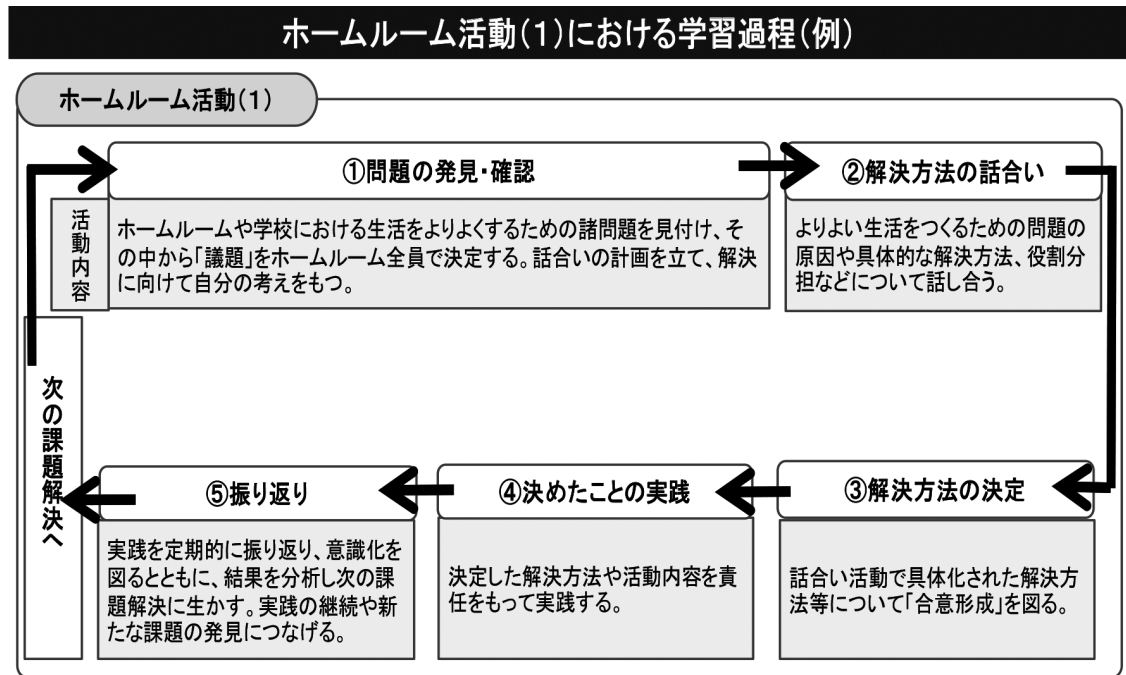 ホームルーム活動(1)における学習過程(例)
ホームルーム活動(1)
①問題の発見・確認
活動内容
ホームルームや学校における生活をよりよくするための諸問題を見付け、そ
の中から「議題」をホームルーム全員で決定する。話合いの計画を立て、解決
に向けて自分の考えをもつ。
②解決方法の話合い
よりよい生活をつくるための問題の
原因や具体的な解決方法、役割分
担などについて話し合う。
③解決方法の決定
話合い活動で具体化された解決方
法等について「合意形成」を図る。
④決めたことの実践
決定した解決方法や活動内容を責
任をもって実践する。
⑤振り返り
実践を定期的に振り返り、意識化を
図るとともに、結果を分析し次の課
題解決に生かす。実践の継続や新
たな課題の発見につなげる。
次の課題解決へ